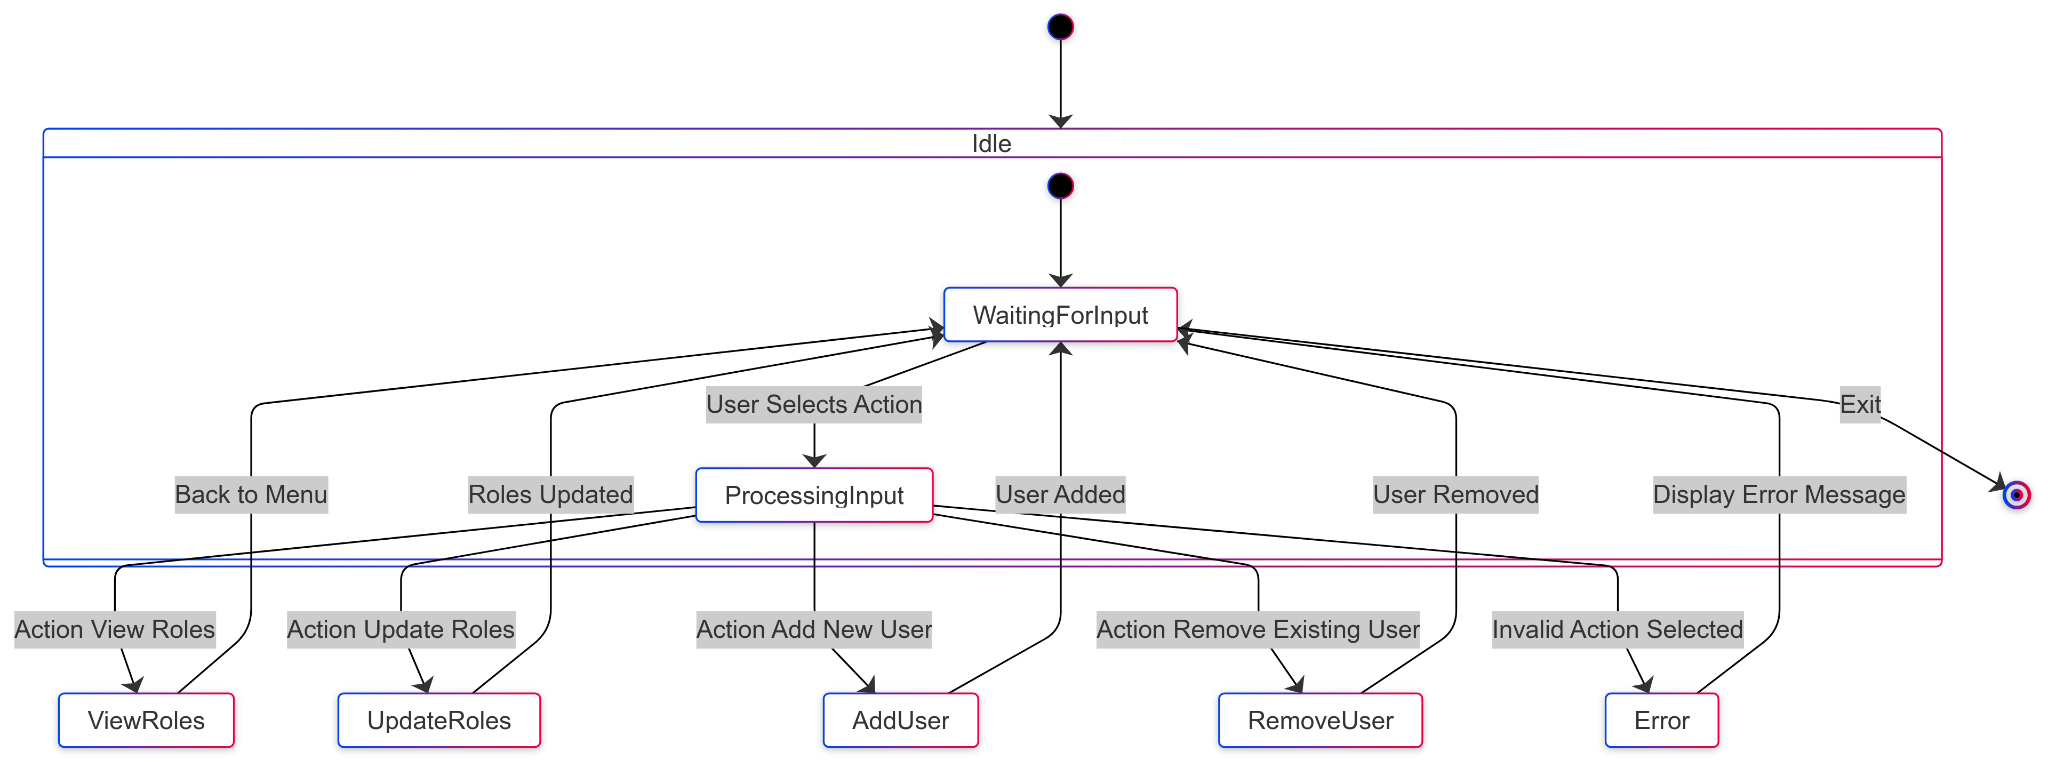 Idle
WaitingForInput
User Selects Action
Exit
Back to Menu
Roles Updated
ProcessingInput
User Added
User Removed
Display Error Message
Action View Roles
Action Update Roles
Action Add New User
Action Remove Existing User
Invalid Action Selected
ViewRoles
UpdateRoles
AddUser
RemoveUser
Error